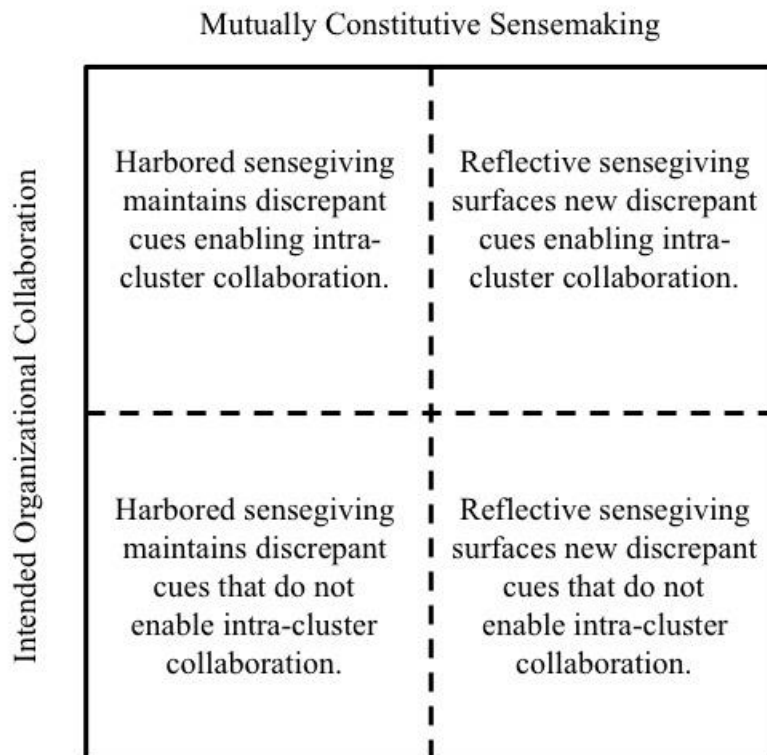 Mutually Constitutive Sensemaking
Intended Organizational Collaboration
Harbored sensegiving
maintains discrepant
cues enabling intra-
cluster collaboration.
Reflective sensegiving
surfaces new discrepant
cues enabling intra-
cluster collaboration.
Harbored sensegiving
maintains discrepant
cues that do not
enable intra-cluster
collaboration.
Reflective sensegiving
surfaces new discrepant
cues that do not
enable intra-cluster
collaboration.